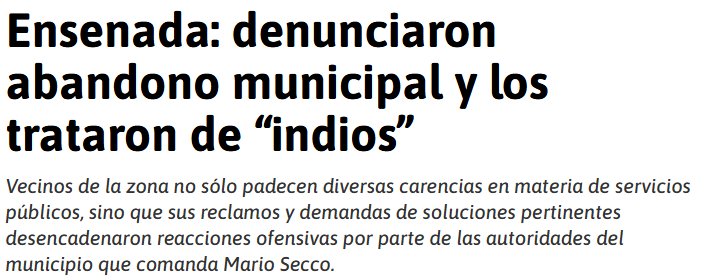 Ensenada: denunciaron
abandono municipal y los
trataron de “indios”
Vecinos de la zona no sólo padecen diversas carencias en materia de servicios
públicos, sino que sus reclamos y demandas de soluciones pertinentes
desencadenaron reacciones ofensivas por parte de las autoridades del
municipio que comanda Mario Secco.